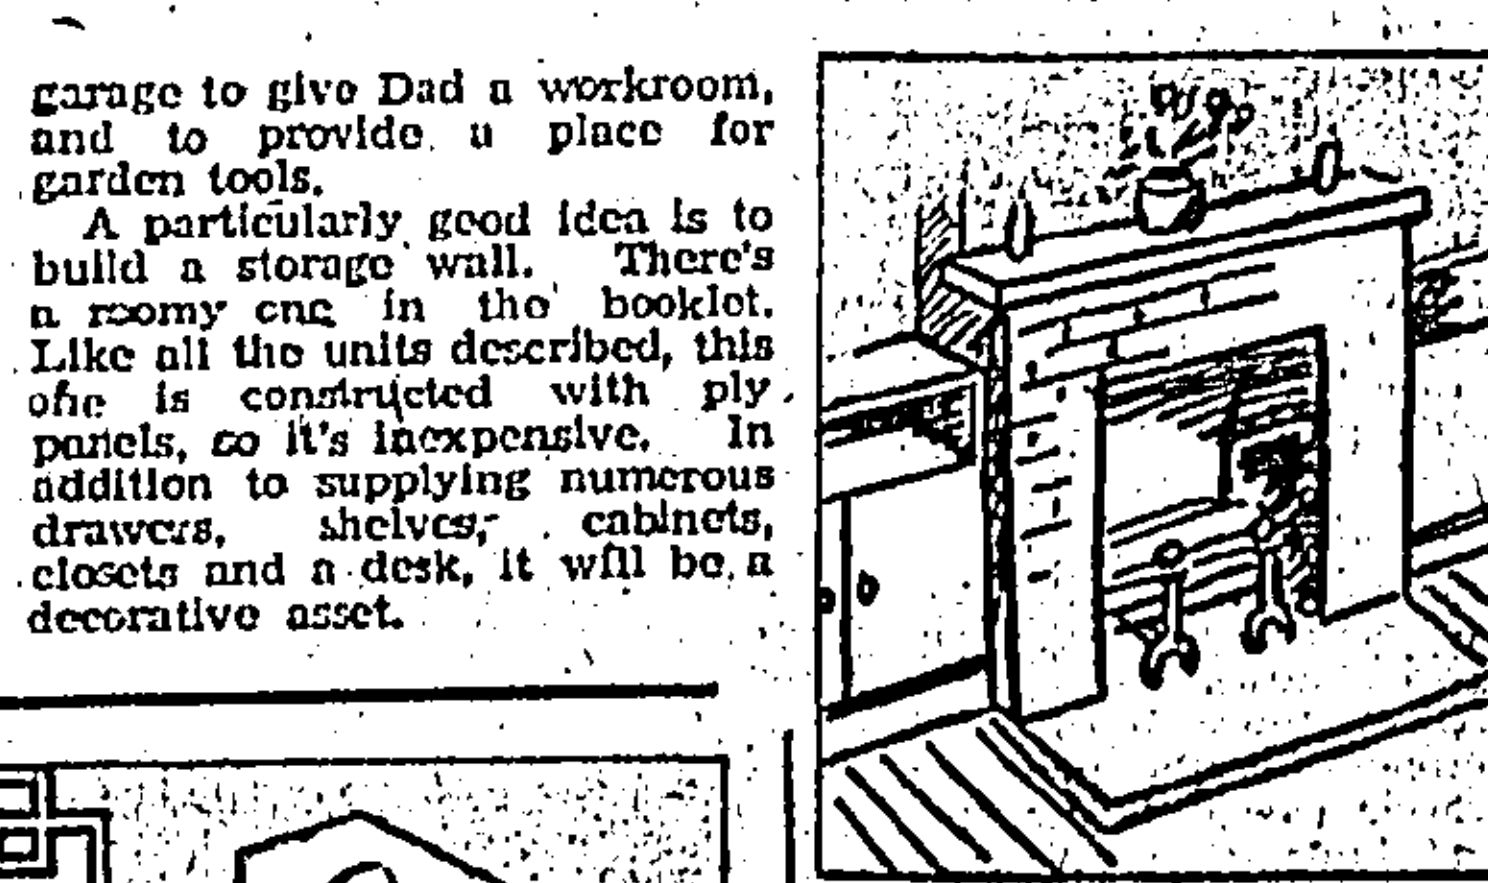 garage to give Dad a workroom,
and to provide a place for
garden tools.
A particularly good idea is to
build a storage wall. There's
a roomy one in the booklet.
Like all the units described, this
one is constructed with ply
panels, so it's inexpensive. In
addition to supplying numerous
drawers, shelves, cabinets,
closets and a desk, it will be a
decorative asset.